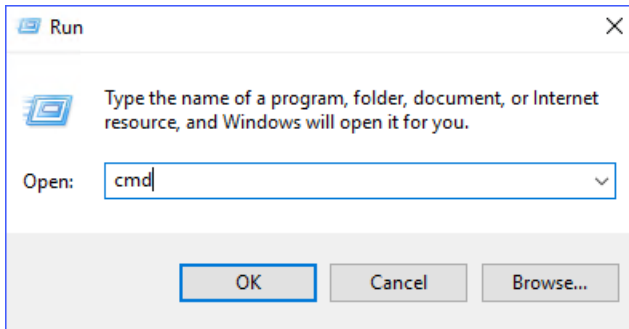 Run
Type the name of a program, folder, document, or Internet
resource, and Windows will open it for you.
Open: cmd
OK Cancel Browse...